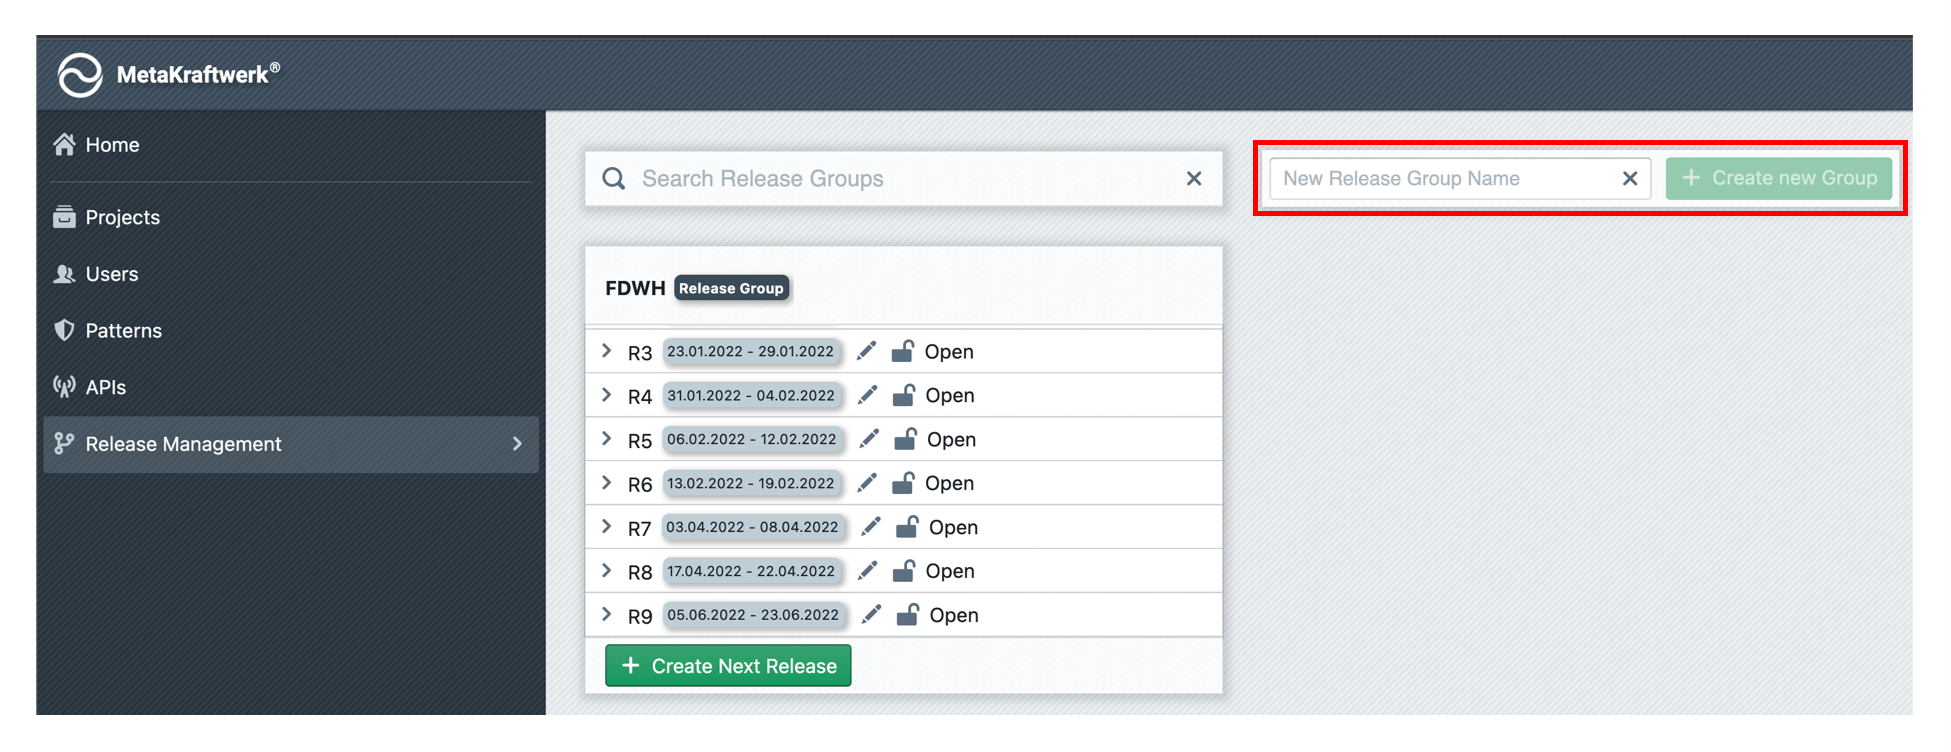 MetaKraftwerk®
Home
Projects
Users
Patterns
APIs
Release Management
Search Release Groups
New Release Group Name
+ Create new Group
FDWH Release Group
R3 23.01.2022 - 29.01.2022 Open
R4 31.01.2022 - 04.02.2022 Open
R5 06.02.2022 - 12.02.2022 Open
R6 13.02.2022 - 19.02.2022 Open
R7 03.04.2022 - 08.04.2022 Open
R8 17.04.2022 - 22.04.2022 Open
R9 05.06.2022 - 23.06.2022 Open
+ Create Next Release